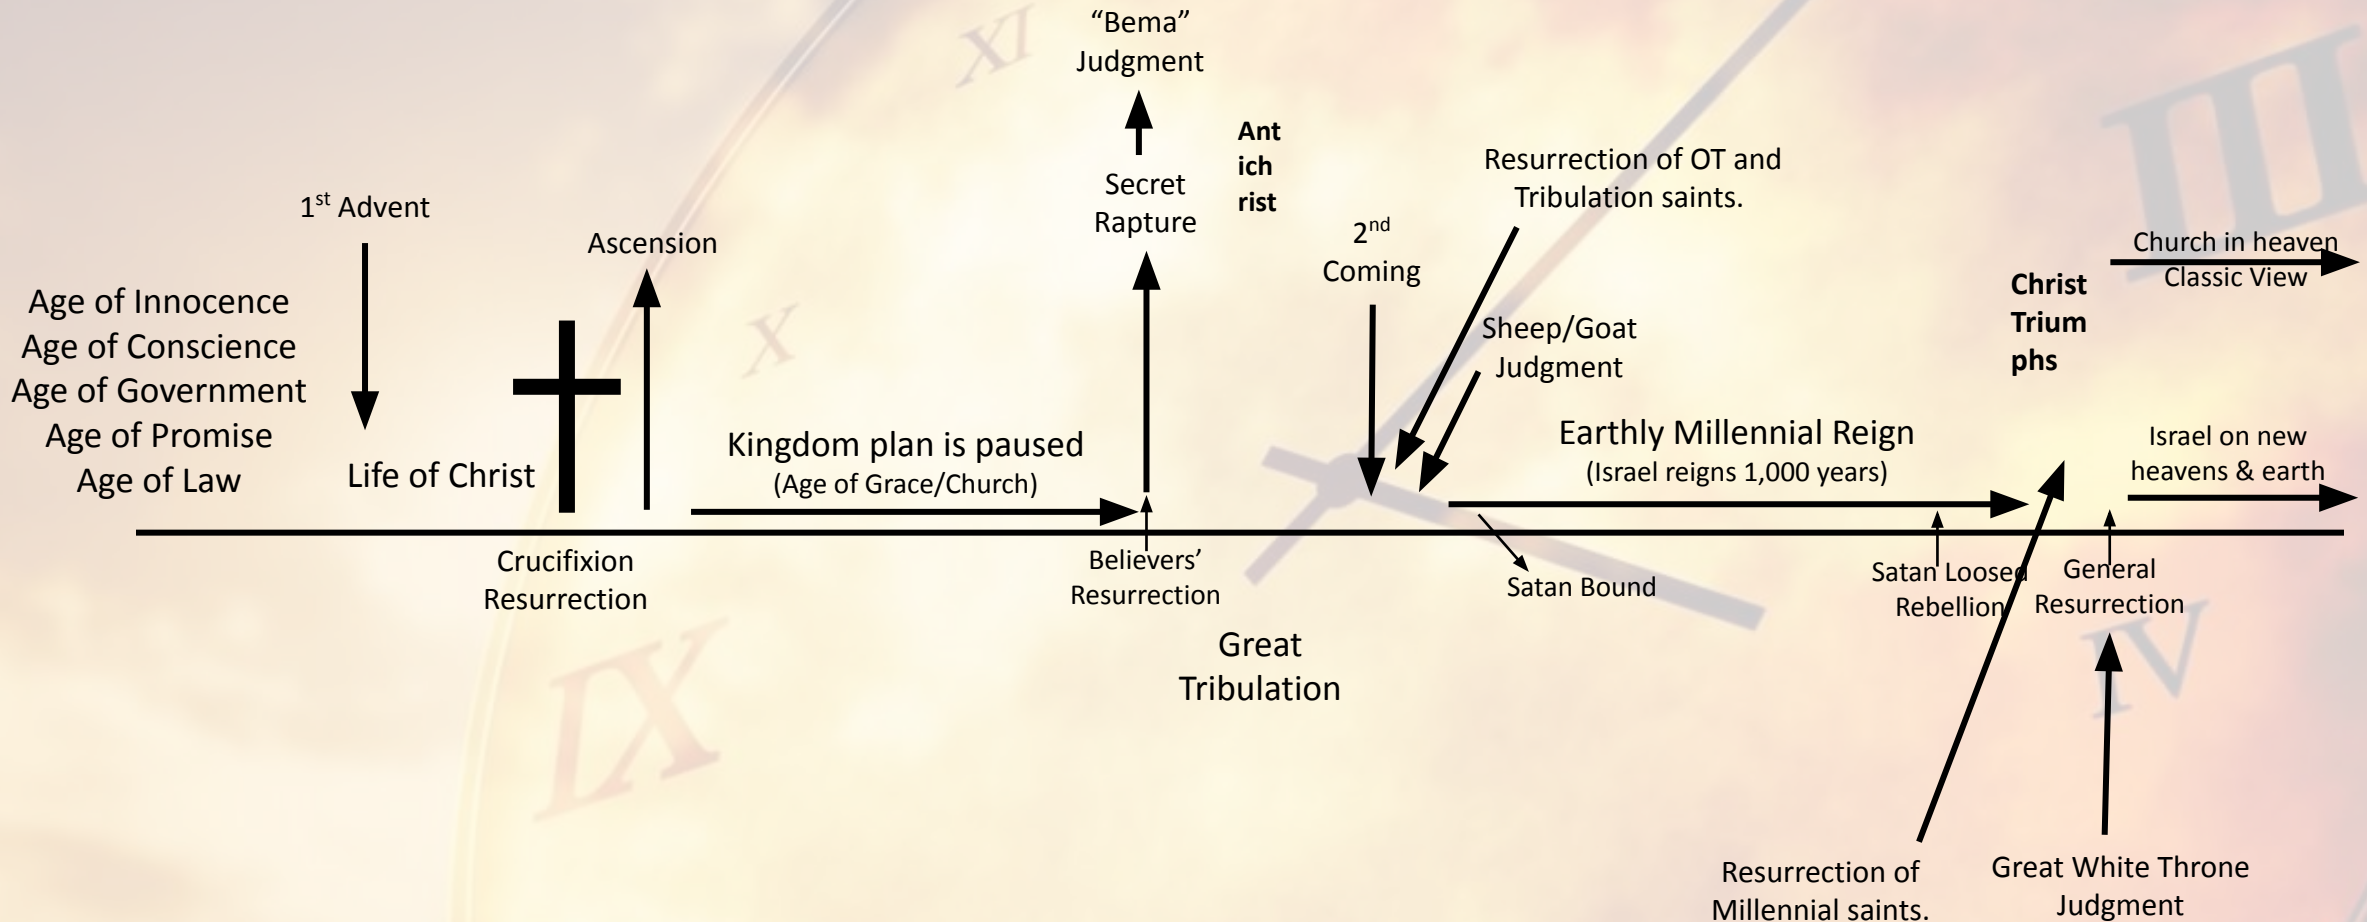 “Bema”
Judgment
Secret
Rapture
Ant
ich
rist
1st Advent
Ascension
Age of Innocence
Age of Conscience
Age of Government
Age of Promise
Age of Law
Life of Christ
Crucifixion
Resurrection
Kingdom plan is paused
(Age of Grace/Church)
Believers’
Resurrection
Great
Tribulation
2nd
Coming
Resurrection of OT and
Tribulation saints.
Sheep/Goat
Judgment
Earthly Millennial Reign
(Israel reigns 1,000 years)
Satan Bound
Satan Loosed
Rebellion
Christ
Trium
phs
Church in heaven
Classic View
Israel on new
heavens & earth
General
Resurrection
Resurrection of
Millennial saints.
Great White Throne
Judgment
XI
X
IX
III
IV